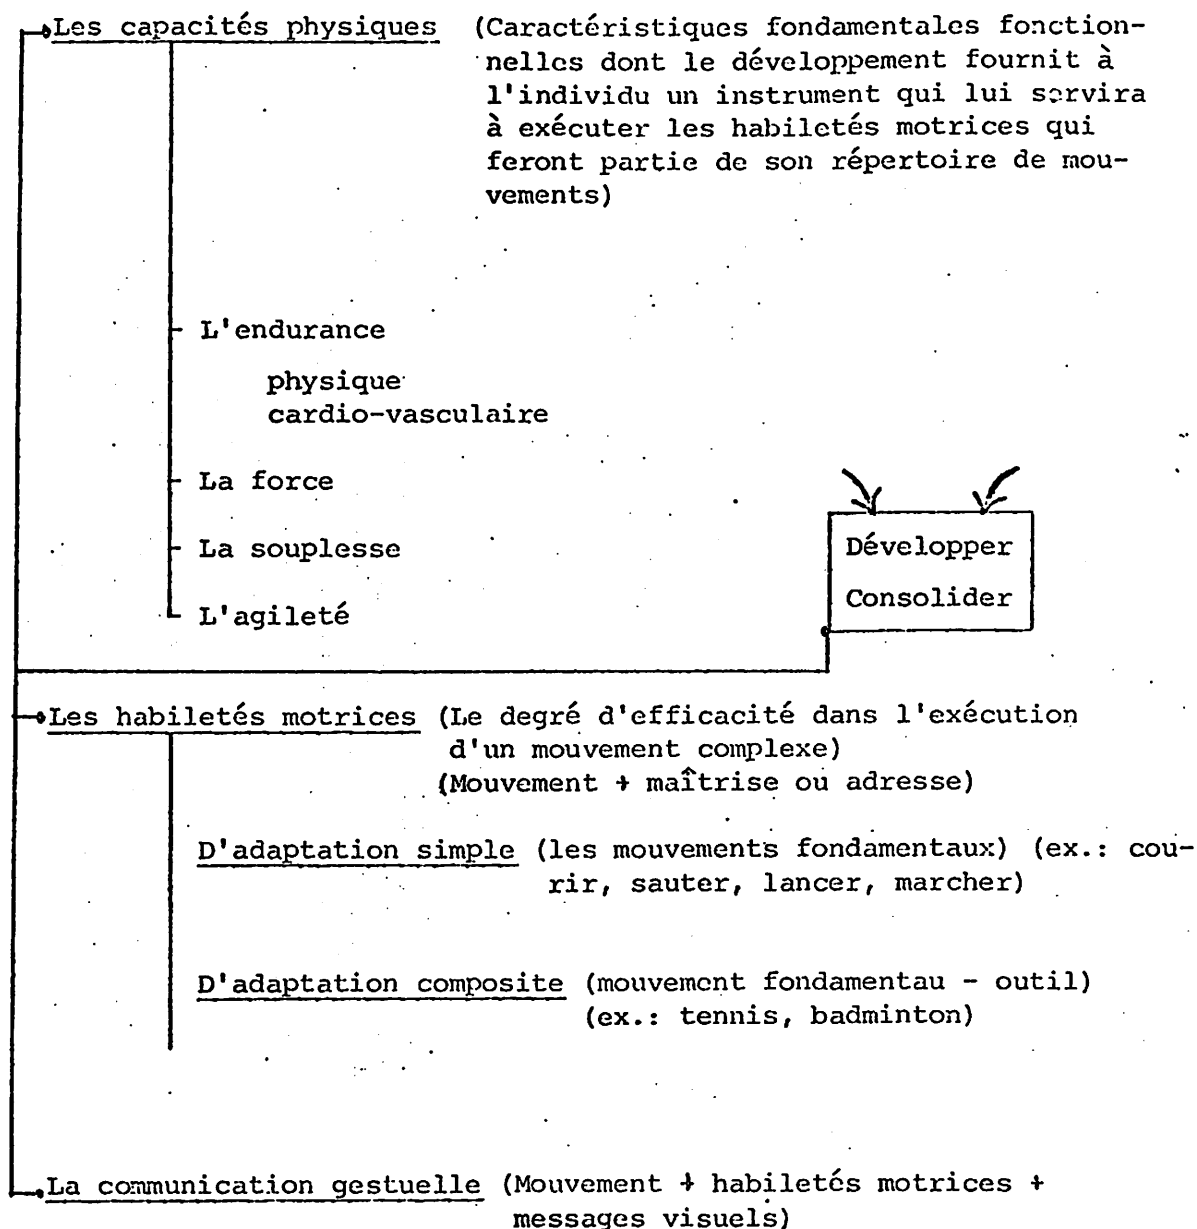 Les capacités physiques (Caractéristiques fondamentales fonction-
nelles dont le développement fournit à
l'individu un instrument qui lui servira
à exécuter les habiletés motrices qui
feront partie de son répertoire de mou-
vements)
L'endurance
physique
cardio-vasculaire
La force
La souplesse
L'agileté
Développer
Consolider
Les habiletés motrices (Le degré d'efficacité dans l'exécution
d'un mouvement complexe)
(Mouvement + maîtrise ou adresse)
D'adaptation simple (les mouvements fondamentaux) (ex.: cou-
rir, sauter, lancer, marcher)
D'adaptation composite (mouvement fondamentau - outil)
(ex.: tennis, badminton)
La communication gestuelle (Mouvement + habiletés motrices +
messages visuels)